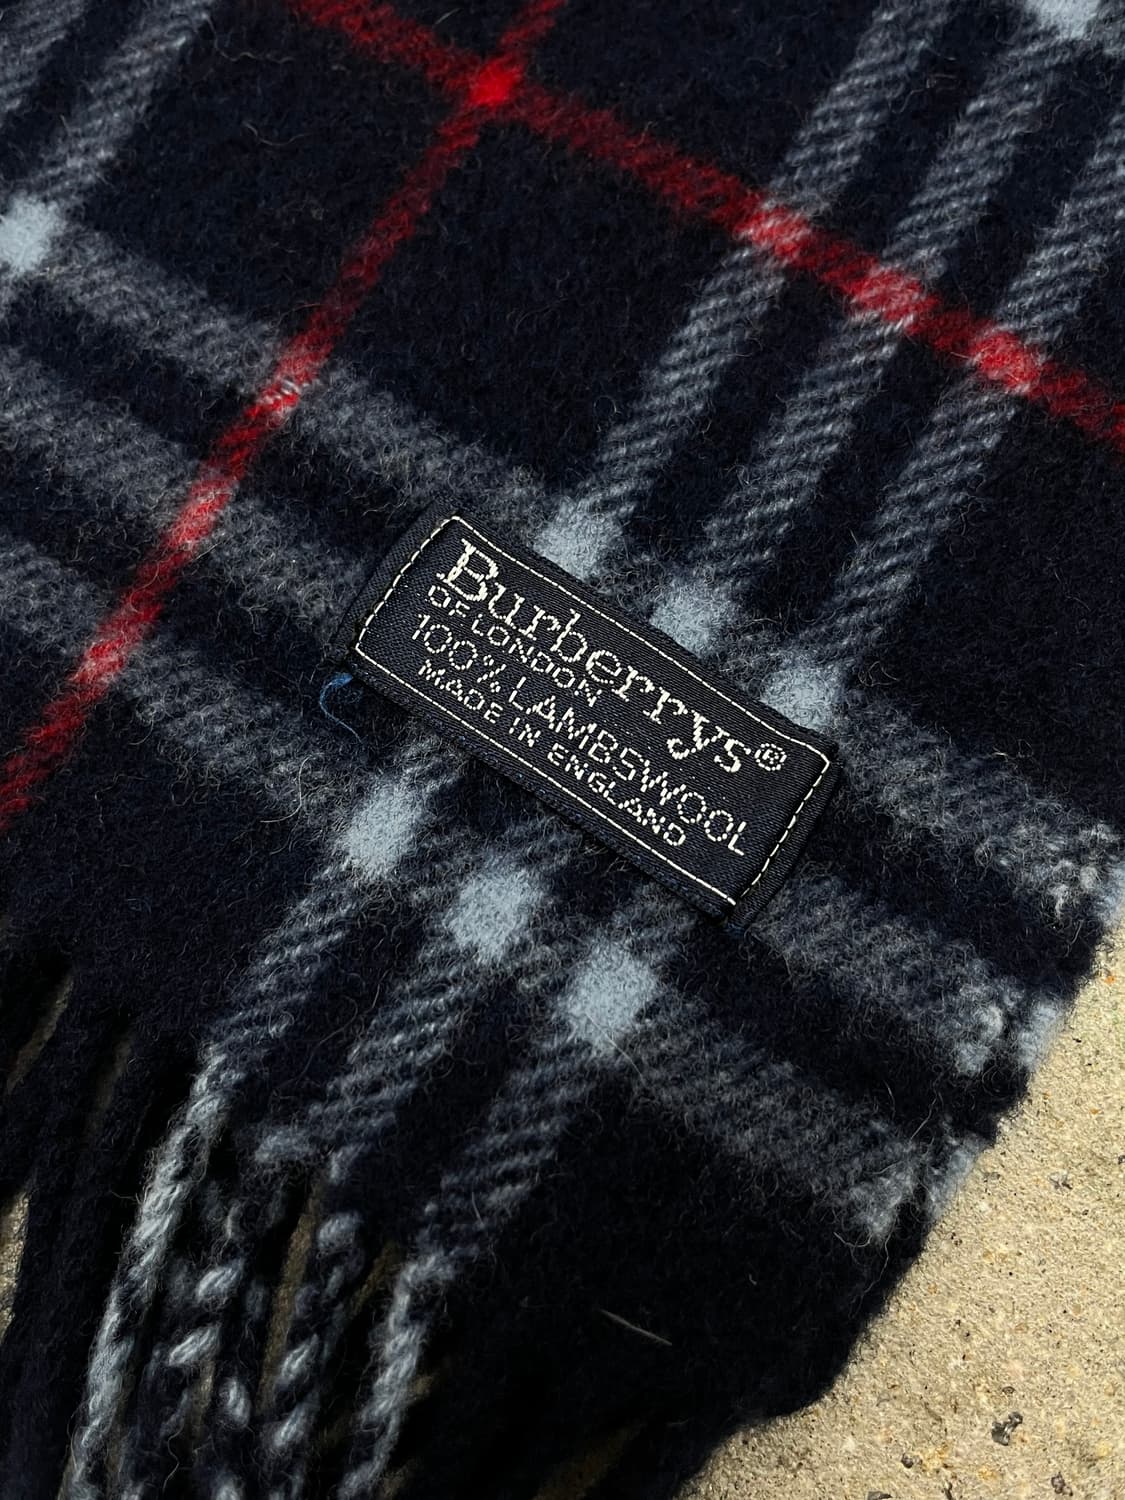 Burberrys®
OF LONDON
100% LAMBSWOOL
MADE IN ENGLAND